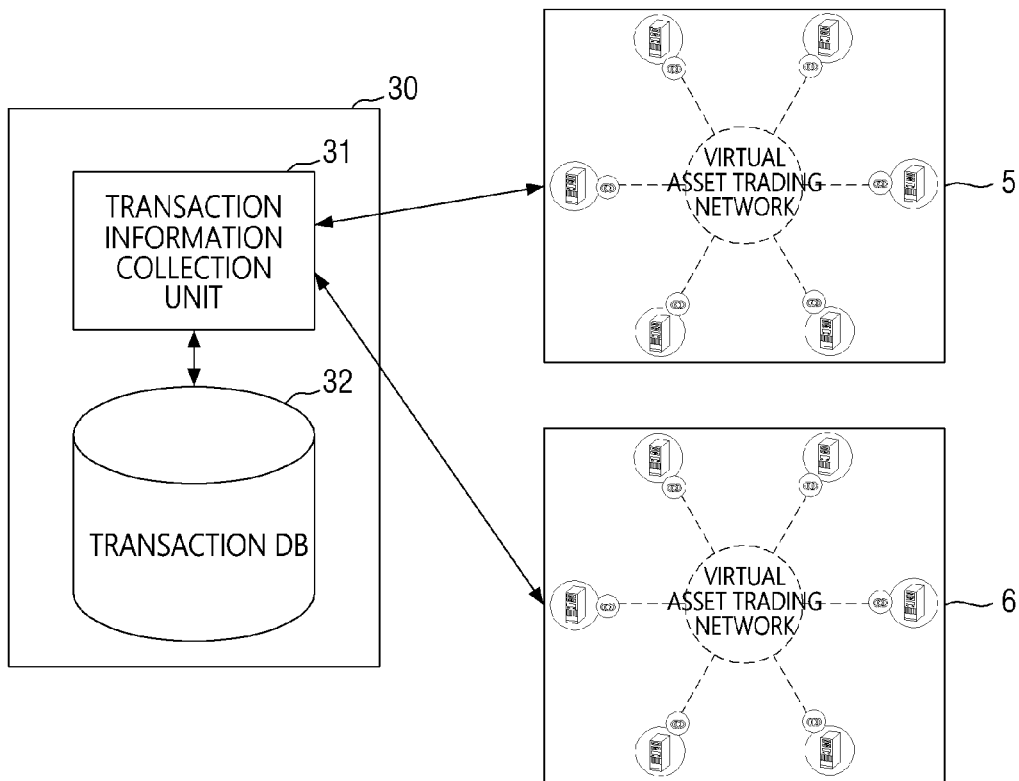 30
31
TRANSACTION
INFORMATION
COLLECTION
UNIT
32
TRANSACTION DB
VIRTUAL
ASSET TRADING
NETWORK
5
VIRTUAL
ASSET TRADING
NETWORK
6